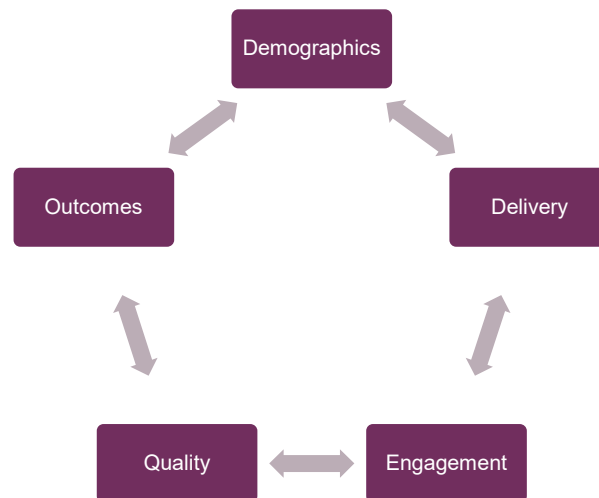 Demographics
Outcomes
Delivery
Quality
Engagement